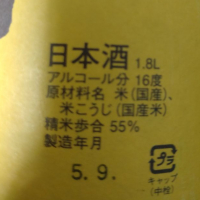 日本酒 1.8L
アルコール分 16度
原材料名 米(国産)、
米こうじ(国産米)
精米歩合 55%
製造年月
5.9.
プラ
キャップ
(中栓)